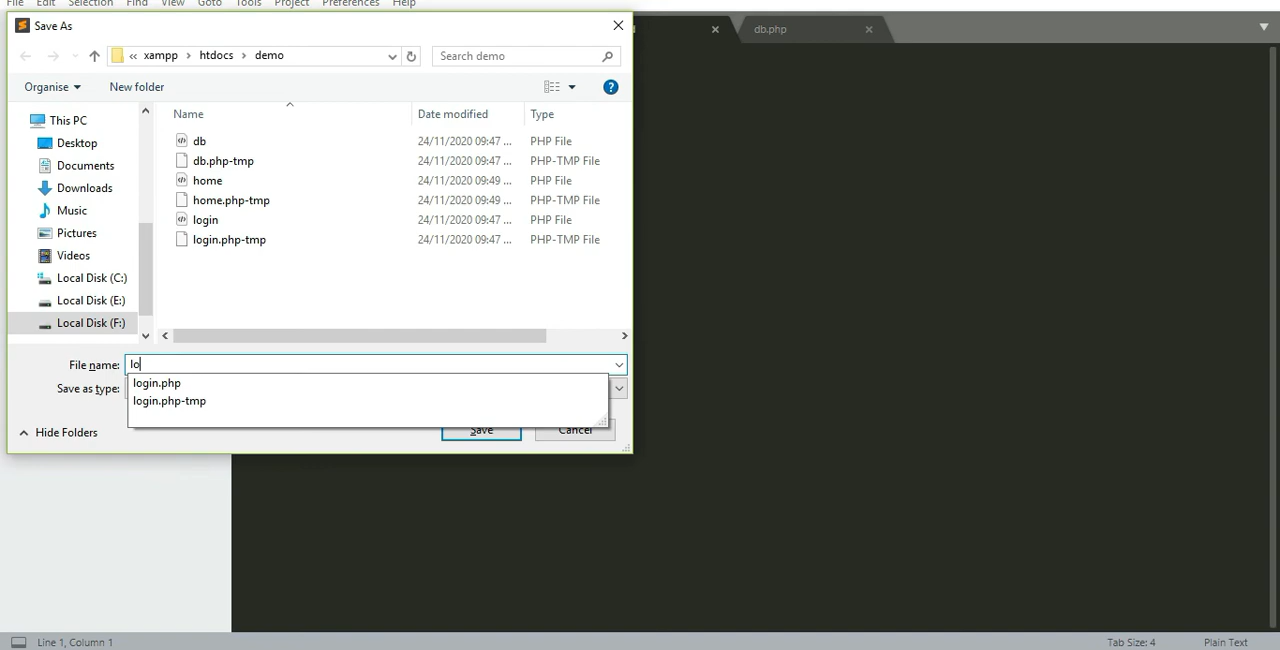 File Edit Selection Find View Goto Tools Project Preferences Help
Save As
db.php
« xampp > htdocs > demo
Search demo
Organise New folder
Name Date modified Type
This PC
Desktop
Documents
Downloads
Music
Pictures
Videos
Local Disk (C:)
Local Disk (E:)
Local Disk (F:)
db 24/11/2020 09:47 ... PHP File
db.php-tmp 24/11/2020 09:47 ... PHP-TMP File
home 24/11/2020 09:49 ... PHP File
home.php-tmp 24/11/2020 09:49 ... PHP-TMP File
login 24/11/2020 09:47 ... PHP File
login.php-tmp 24/11/2020 09:47 ... PHP-TMP File
File name: lo
Save as type:
login.php
login.php-tmp
Hide Folders
Save Cancel
Line 1, Column 1 Tab Size: 4 Plain Text